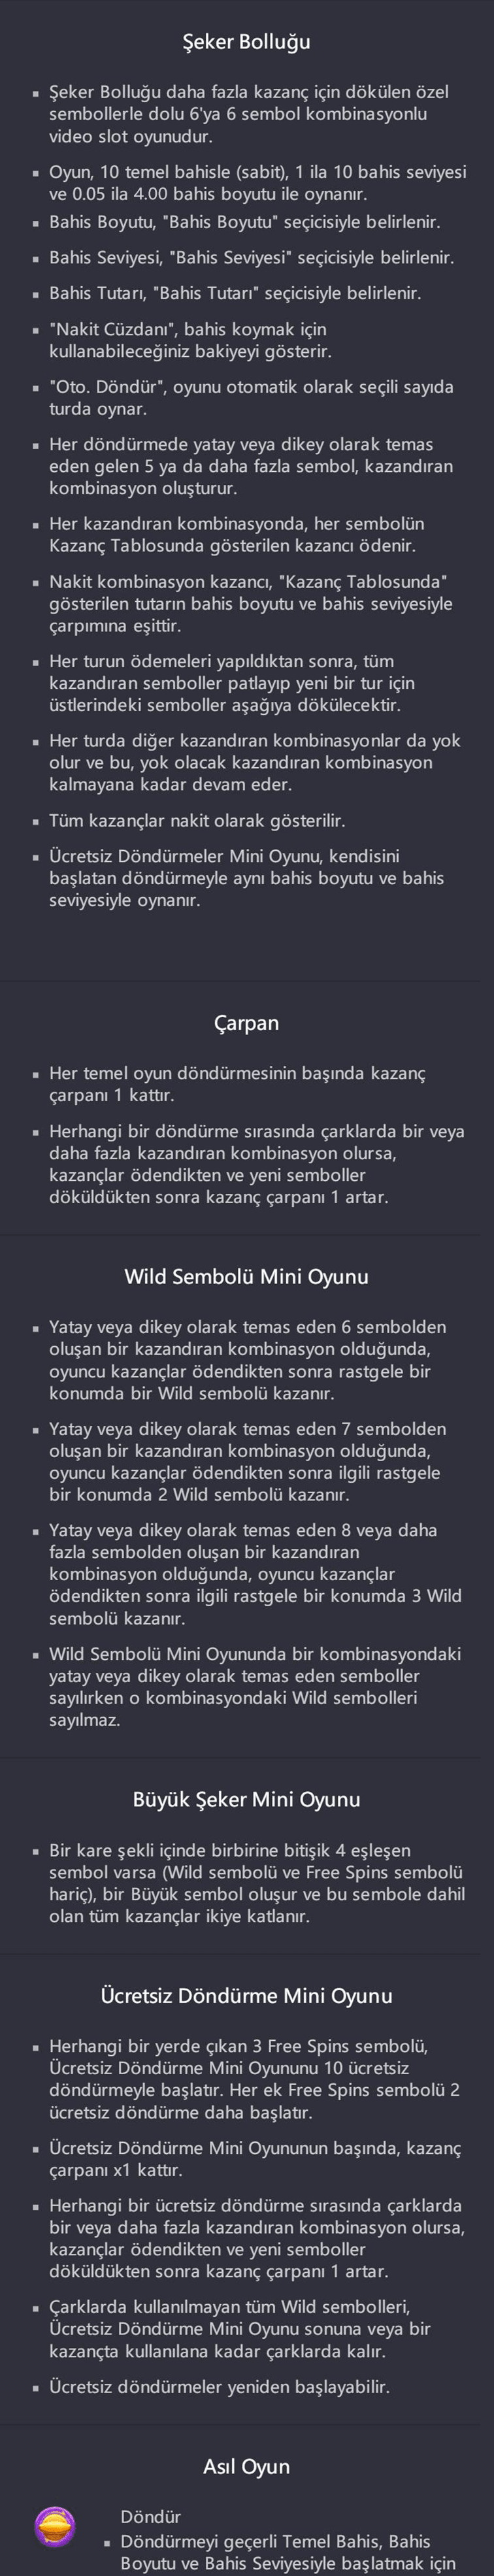 Şeker Bolluğu
▪ Şeker Bolluğu daha fazla kazanç için dökülen özel
sembollerle dolu 6'ya 6 sembol kombinasyonlu
video slot oyunudur.
▪ Oyun, 10 temel bahisle (sabit), 1 ila 10 bahis seviyesi
ve 0.05 ila 4.00 bahis boyutu ile oynanır.
▪ Bahis Boyutu, "Bahis Boyutu" seçicisiyle belirlenir.
▪ Bahis Seviyesi, "Bahis Seviyesi" seçicisiyle belirlenir.
▪ Bahis Tutarı, "Bahis Tutarı" seçicisiyle belirlenir.
▪ "Nakit Cüzdanı", bahis koymak için
kullanabileceğiniz bakiyeyi gösterir.
▪ "Oto. Döndür", oyunu otomatik olarak seçili sayıda
turda oynar.
▪ Her döndürmede yatay veya dikey olarak temas
eden gelen 5 ya da daha fazla sembol, kazandıran
kombinasyon oluşturur.
▪ Her kazandıran kombinasyonda, her sembolün
Kazanç Tablosunda gösterilen kazancı ödenir.
▪ Nakit kombinasyon kazancı, "Kazanç Tablosunda"
gösterilen tutarın bahis boyutu ve bahis seviyesiyle
çarpımına eşittir.
▪ Her turun ödemeleri yapıldıktan sonra, tüm
kazandıran semboller patlayıp yeni bir tur için
üstlerindeki semboller aşağıya dökülecektir.
▪ Her turda diğer kazandıran kombinasyonlar da yok
olur ve bu, yok olacak kazandıran kombinasyon
kalmayana kadar devam eder.
▪ Tüm kazançlar nakit olarak gösterilir.
▪ Ücretsiz Döndürmeler Mini Oyunu, kendisini
başlatan döndürmeyle aynı bahis boyutu ve bahis
seviyesiyle oynanır.
Çarpan
▪ Her temel oyun döndürmesinin başında kazanç
çarpanı 1 kattır.
▪ Herhangi bir döndürme sırasında çarklarda bir veya
daha fazla kazandıran kombinasyon olursa,
kazançlar ödendikten ve yeni semboller
döküldükten sonra kazanç çarpanı 1 artar.
Wild Sembolü Mini Oyunu
▪ Yatay veya dikey olarak temas eden 6 sembolden
oluşan bir kazandıran kombinasyon olduğunda,
oyuncu kazançlar ödendikten sonra rastgele bir
konumda bir Wild sembolü kazanır.
▪ Yatay veya dikey olarak temas eden 7 sembolden
oluşan bir kazandıran kombinasyon olduğunda,
oyuncu kazançlar ödendikten sonra ilgili rastgele
bir konumda 2 Wild sembolü kazanır.
▪ Yatay veya dikey olarak temas eden 8 veya daha
fazla sembolden oluşan bir kazandıran
kombinasyon olduğunda, oyuncu kazançlar
ödendikten sonra ilgili rastgele bir konumda 3 Wild
sembolü kazanır.
▪ Wild Sembolü Mini Oyununda bir kombinasyondaki
yatay veya dikey olarak temas eden semboller
sayılırken o kombinasyondaki Wild sembolleri
sayılmaz.
Büyük Şeker Mini Oyunu
▪ Bir kare şekli içinde birbirine bitişik 4 eşleşen
sembol varsa (Wild sembolü ve Free Spins sembolü
hariç), bir Büyük sembol oluşur ve bu sembole dahil
olan tüm kazançlar ikiye katlanır.
Ücretsiz Döndürme Mini Oyunu
▪ Herhangi bir yerde çıkan 3 Free Spins sembolü,
Ücretsiz Döndürme Mini Oyununu 10 ücretsiz
döndürmeyle başlatır. Her ek Free Spins sembolü 2
ücretsiz döndürme daha başlatır.
▪ Ücretsiz Döndürme Mini Oyununun başında, kazanç
çarpanı x1 kattır.
▪ Herhangi bir ücretsiz döndürme sırasında çarklarda
bir veya daha fazla kazandıran kombinasyon olursa,
kazançlar ödendikten ve yeni semboller
döküldükten sonra kazanç çarpanı 1 artar.
▪ Çarklarda kullanılmayan tüm Wild sembolleri,
Ücretsiz Döndürme Mini Oyunu sonuna veya bir
kazançta kullanılana kadar çarklarda kalır.
▪ Ücretsiz döndürmeler yeniden başlayabilir.
Asıl Oyun
Döndür
▪ Döndürmeyi geçerli Temel Bahis, Bahis
Boyutu ve Bahis Seviyesiyle başlatmak için